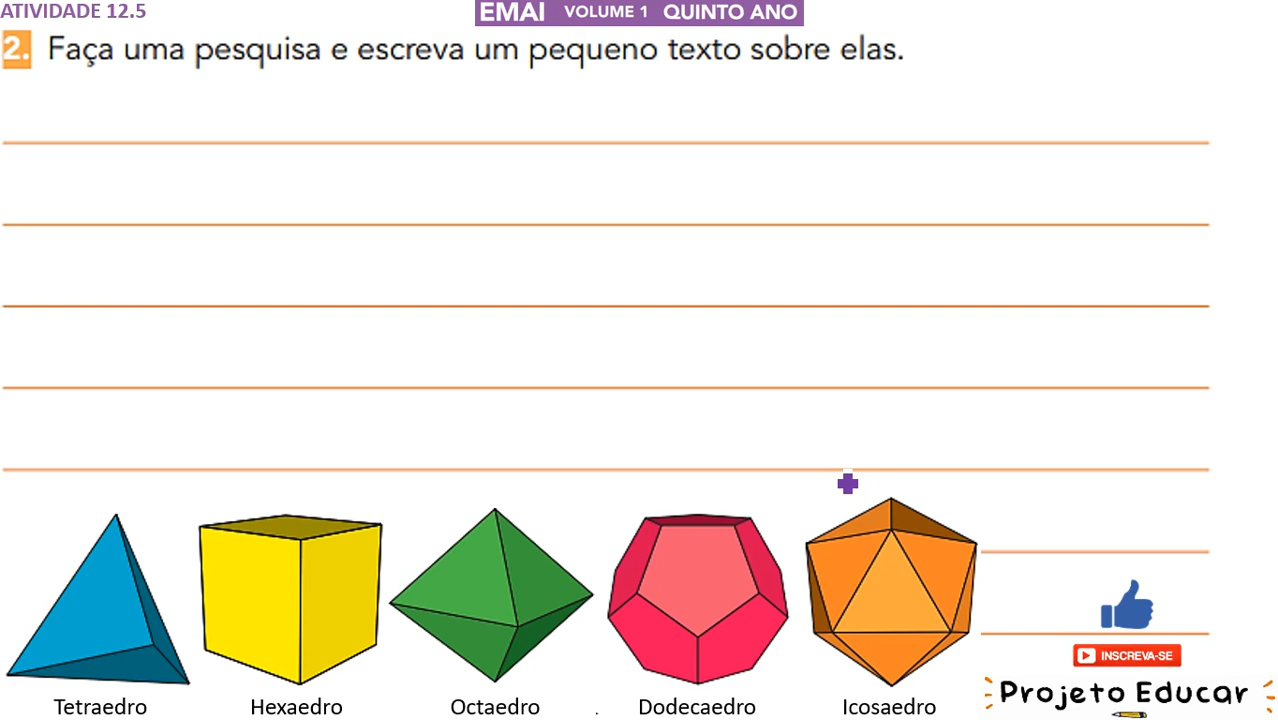 ATIVIDADE 12.5
EMAI VOLUME 1 QUINTO ANO
2. Faça uma pesquisa e escreva um pequeno texto sobre elas.
INSCREVA-SE
Projeto Educar
Tetraedro Hexaedro Octaedro . Dodecaedro Icosaedro